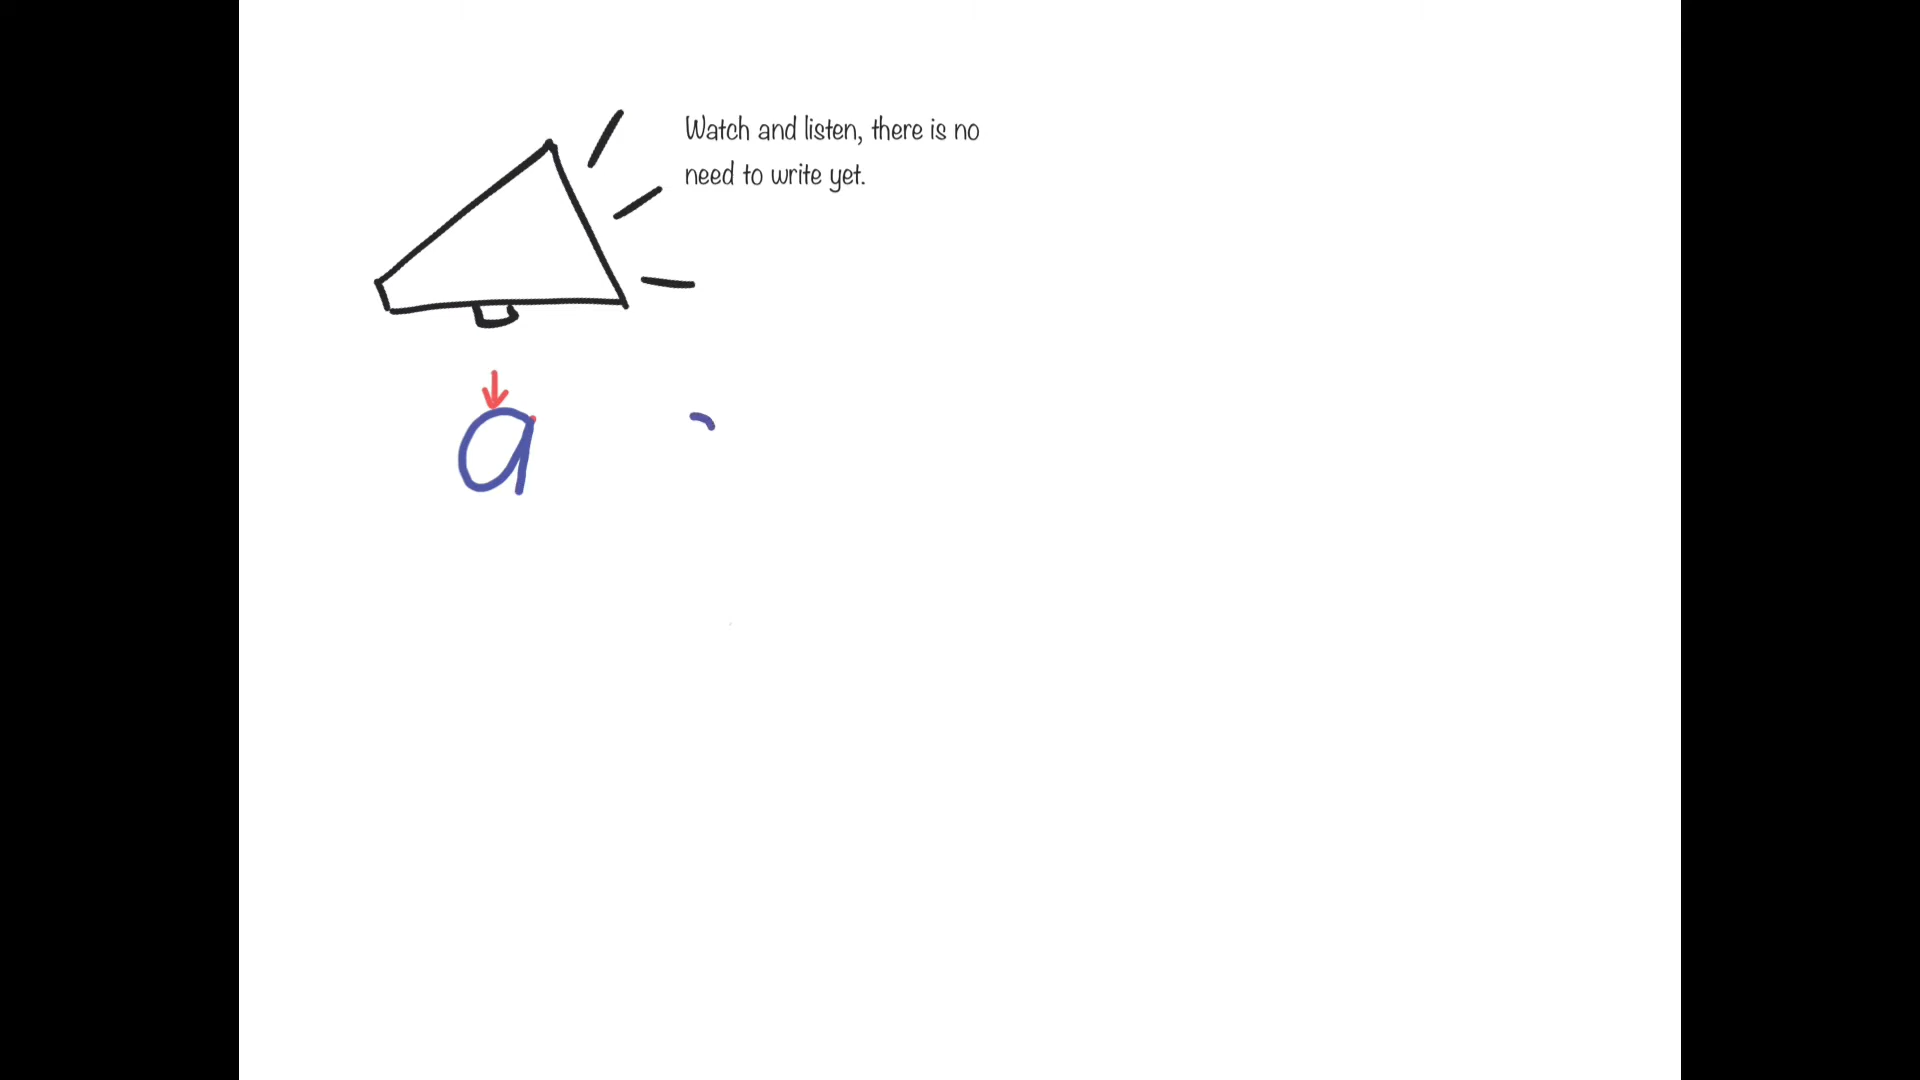 Watch and listen, there is no
need to write yet.
a